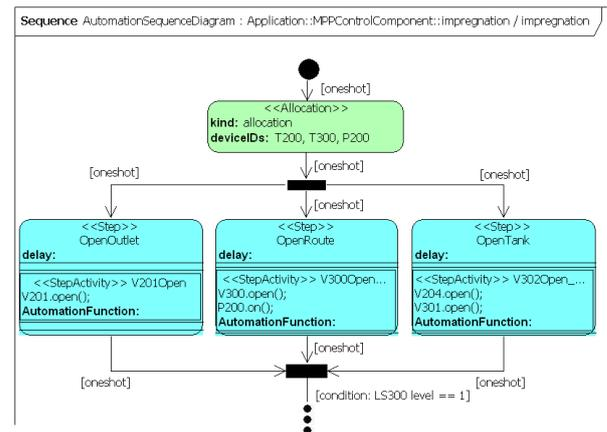 Sequence AutomationSequenceDiagram : Application::MPPControlComponent::impregnation / impregnation
[oneshot]
<<Allocation>>
kind: allocation
deviceIDs: T200, T300, P200
[oneshot]
[oneshot]
[oneshot]
[oneshot]
<<Step>>
OpenOutlet
delay:
<<StepActivity>> V201Open
V201.open();
AutomationFunction:
<<Step>>
OpenRoute
delay:
<<StepActivity>> V300Open...
V300.open();
P200.on();
AutomationFunction:
<<Step>>
OpenTank
delay:
<<StepActivity>> V302Open_...
V204.open();
V301.open();
AutomationFunction:
[oneshot]
[oneshot]
[oneshot]
[condition: LS300 level == 1]